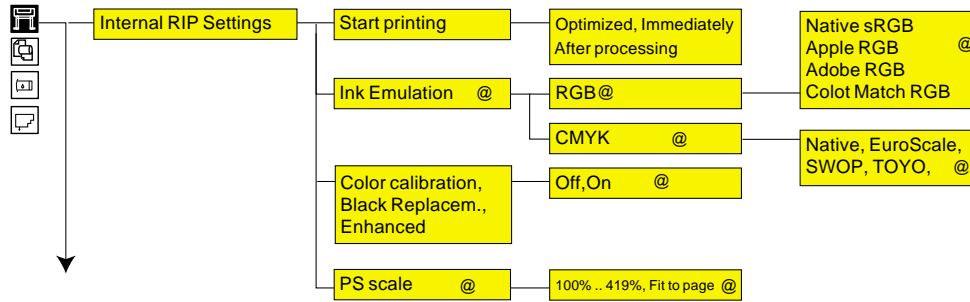 Internal RIP Settings
Start printing
Optimized, Immediately
After processing
Ink Emulation @
RGB@
Native sRGB
Apple RGB @
Adobe RGB
Colot Match RGB
CMYK @
Native, EuroScale,
SWOP, TOYO, @
Color calibration,
Black Replacem.,
Enhanced
Off,On @
PS scale @
100% .. 419%, Fit to page @